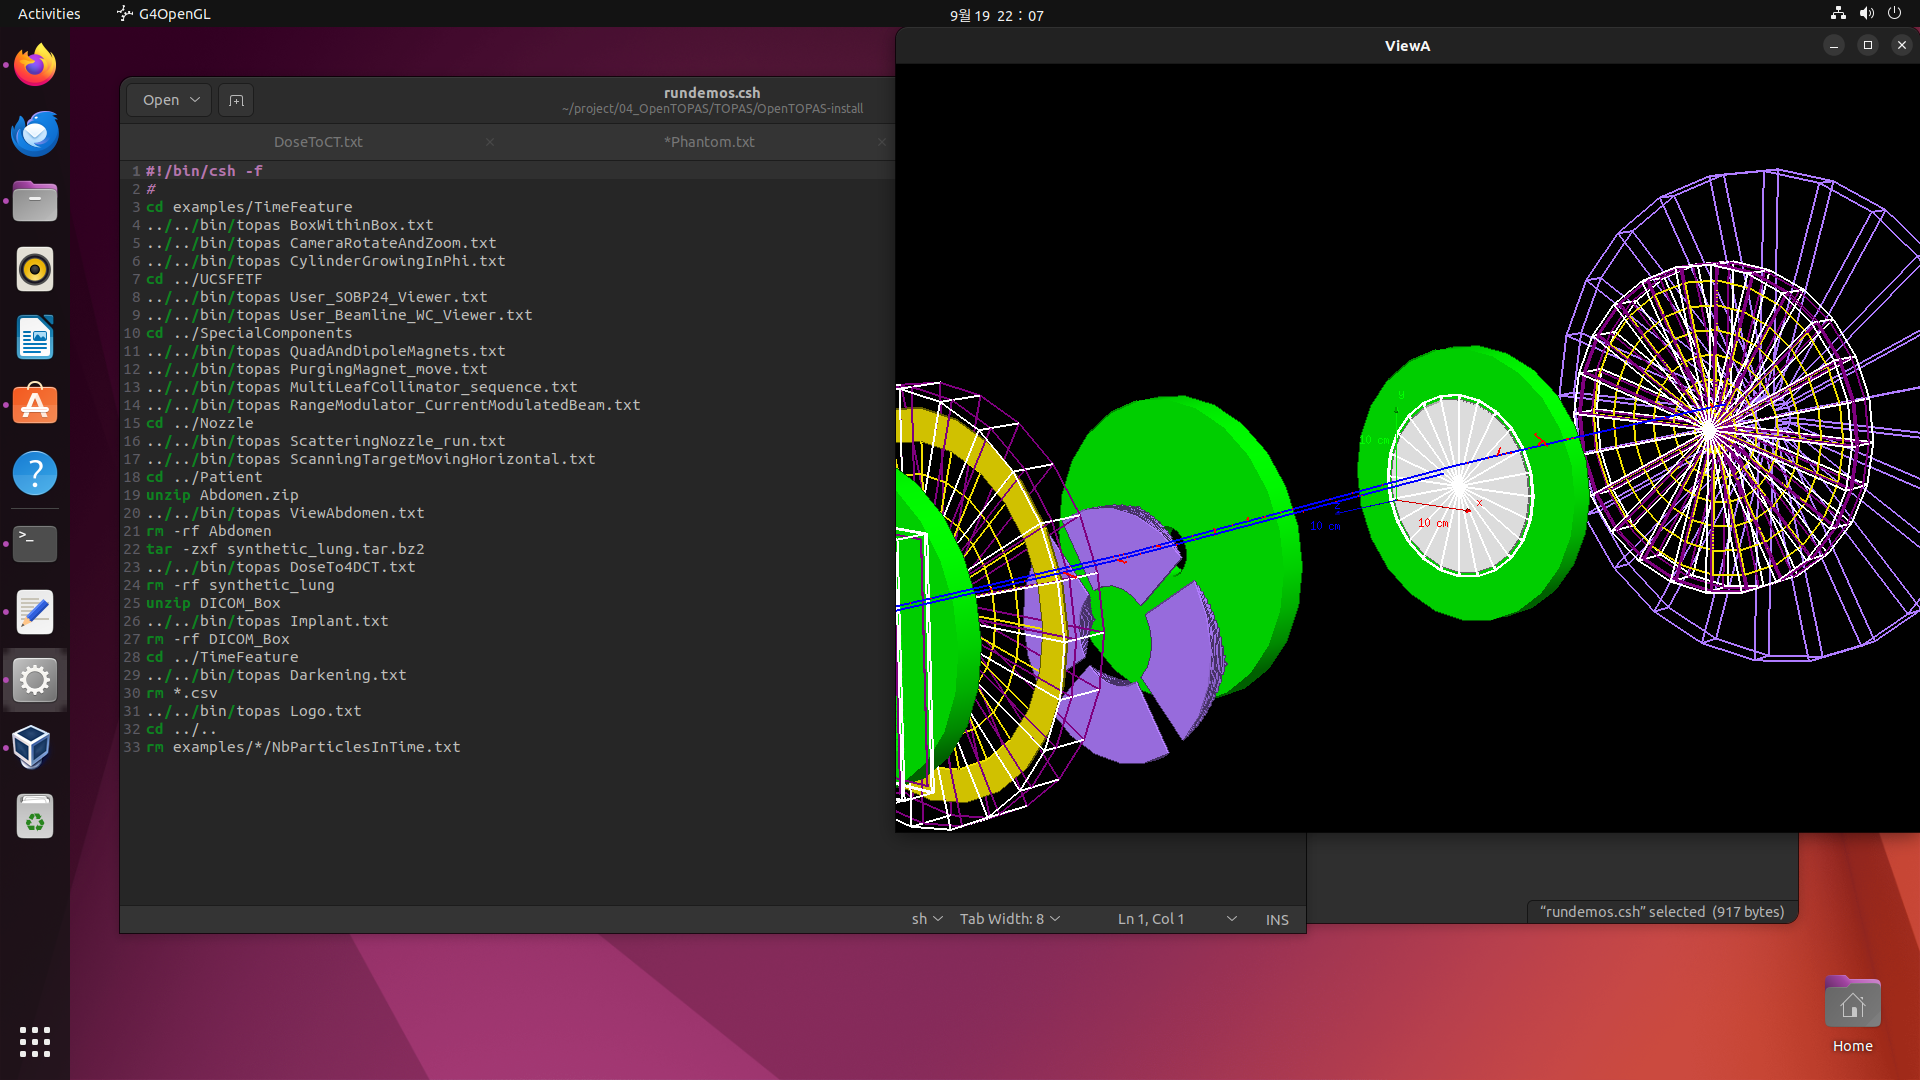 Activities
G4OpenGL
9월 19 22 : 07
ViewA
Open
rundemos.csh
~/project/04_OpenTOPAS/TOPAS/OpenTOPAS-install
DoseToCT.txt
*Phantom.txt
1 #!/bin/csh -f
2 #
3 cd examples/TimeFeature
4 ../../bin/topas BoxWithinBox.txt
5 ../../bin/topas CameraRotateAndZoom.txt
6 ../../bin/topas CylinderGrowingInPhi.txt
7 cd ../UCSFETF
8 ../../bin/topas User_SOBP24_Viewer.txt
9 ../../bin/topas User_Beamline_WC_Viewer.txt
10 cd ../SpecialComponents
11 ../../bin/topas QuadAndDipoleMagnets.txt
12 ../../bin/topas PurgingMagnet_move.txt
13 ../../bin/topas MultiLeafCollimator_sequence.txt
14 ../../bin/topas RangeModulator_CurrentModulatedBeam.txt
15 cd ../Nozzle
16 ../../bin/topas ScatteringNozzle_run.txt
17 ../../bin/topas ScanningTargetMovingHorizontal.txt
18 cd ../Patient
19 unzip Abdomen.zip
20 ../../bin/topas ViewAbdomen.txt
21 rm -rf Abdomen
22 tar -zxf synthetic_lung.tar.bz2
23 ../../bin/topas DoseTo4DCT.txt
24 rm -rf synthetic_lung
25 unzip DICOM_Box
26 ../../bin/topas Implant.txt
27 rm -rf DICOM_Box
28 cd ../TimeFeature
29 ../../bin/topas Darkening.txt
30 rm *.csv
31 ../../bin/topas Logo.txt
32 cd ../..
33 rm examples/*/NbParticlesInTime.txt
y
10 cm
x
10 cm
z
10 cm
sh
Tab Width: 8
Ln 1, Col 1
INS
“rundemos.csh” selected (917 bytes)
Home